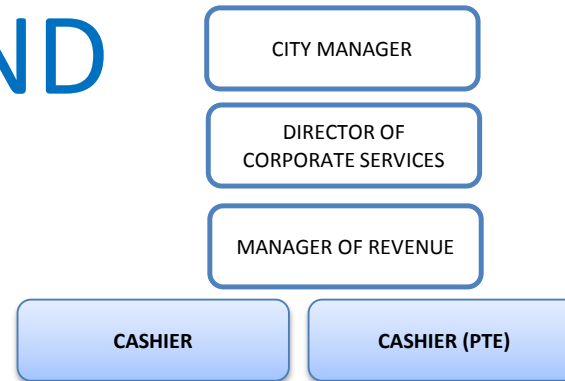 ND
CITY MANAGER
DIRECTOR OF
CORPORATE SERVICES
MANAGER OF REVENUE
CASHIER
CASHIER (PTE)